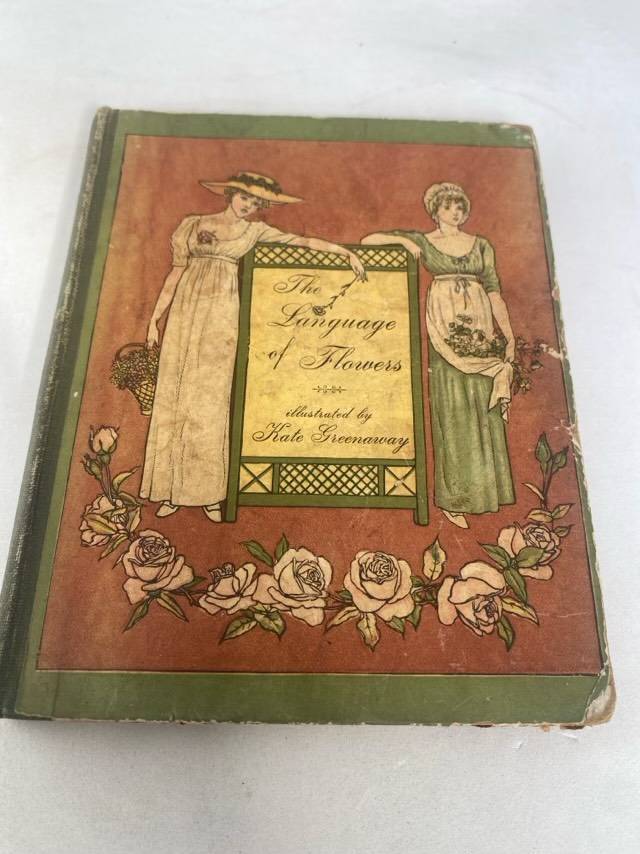 The
Language
of Flowers
illustrated by
Kate Greenaway